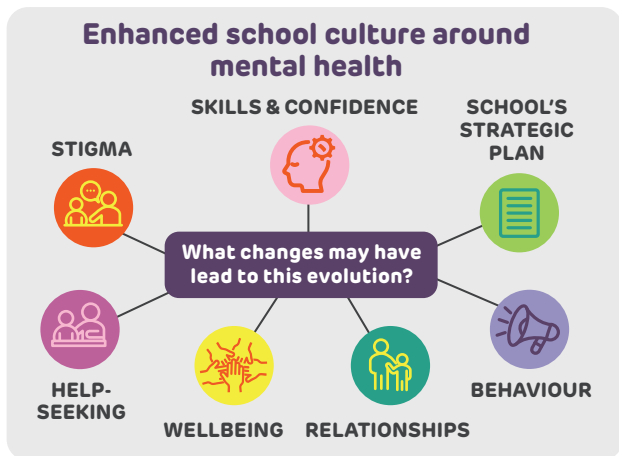 Enhanced school culture around
mental health
SKILLS & CONFIDENCE
SCHOOL'S
STRATEGIC
PLAN
STIGMA
What changes may have
lead to this evolution?
HELP-
SEEKING
WELLBEING
RELATIONSHIPS
BEHAVIOUR